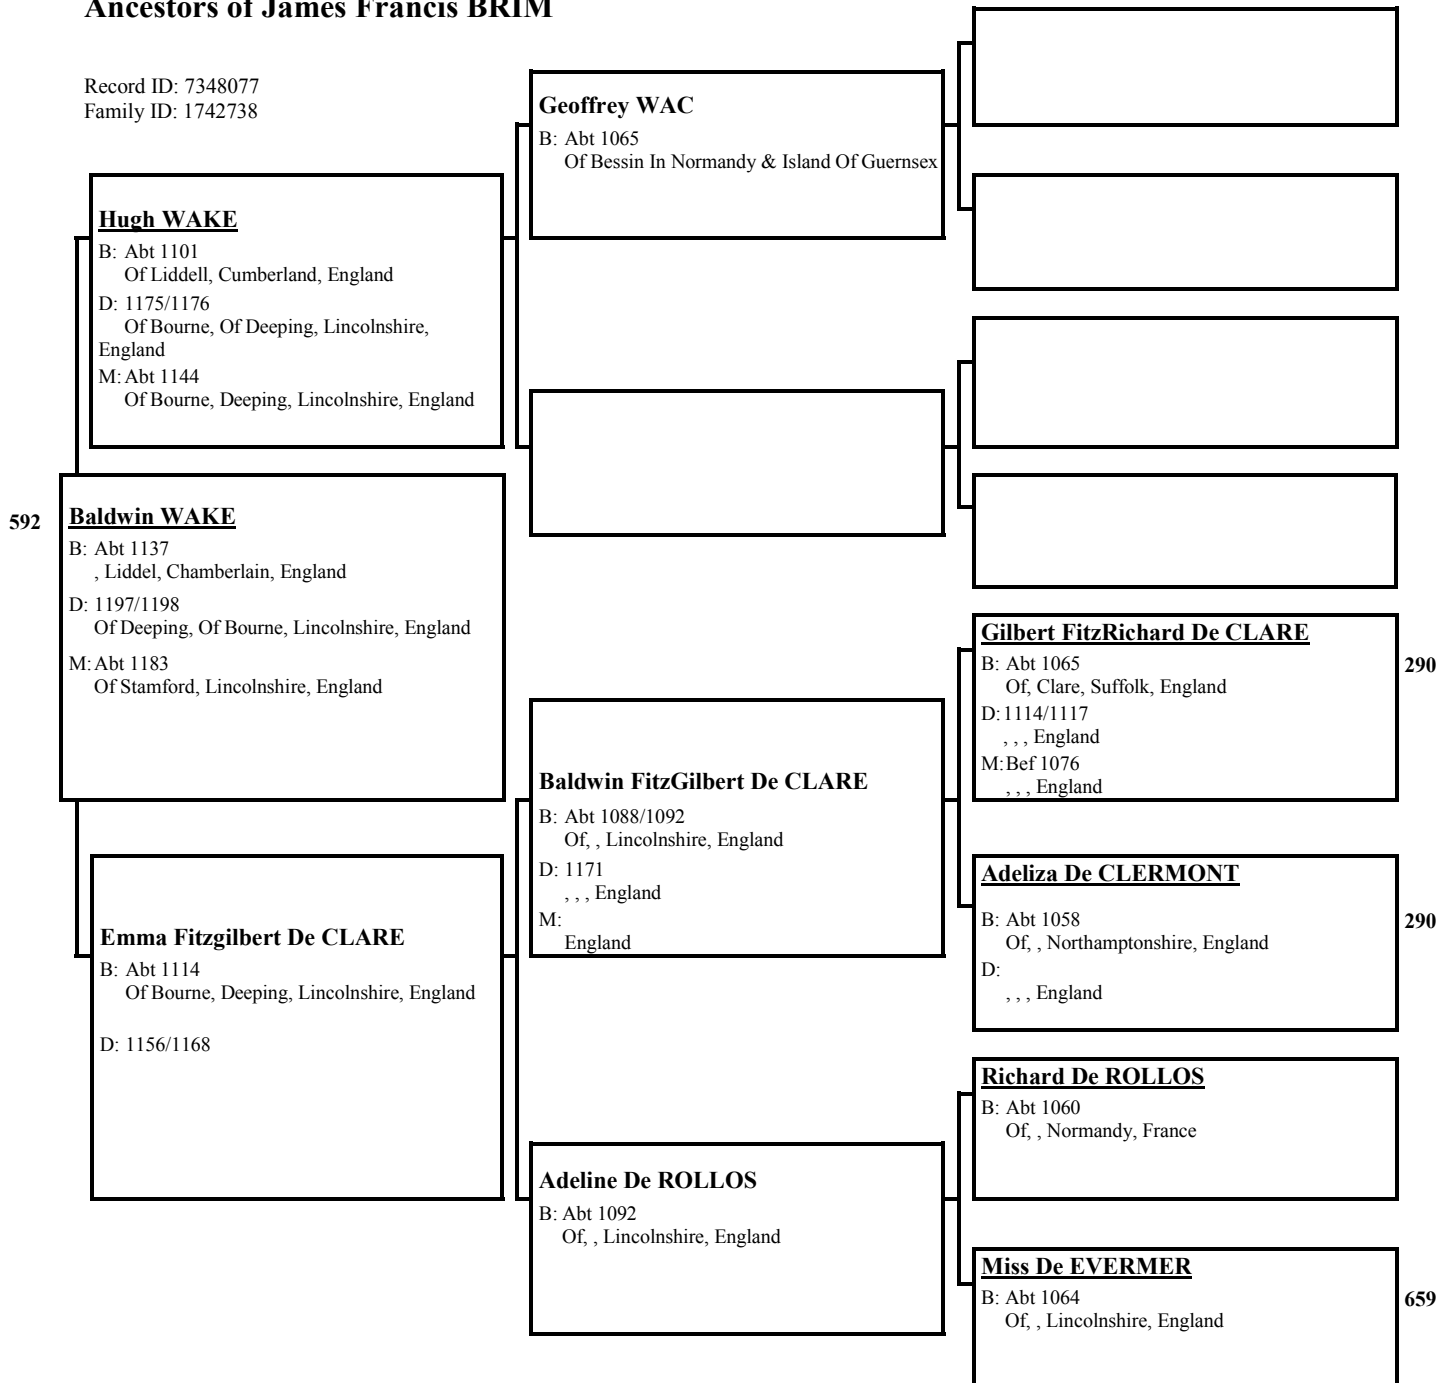 Ancestors of James Francis BRIM
Record ID: 7348077
Family ID: 1742738
Geoffrey WAC
B: Abt 1065
Of Bessin In Normandy & Island Of Guernsex
Hugh WAKE
B: Abt 1101
Of Liddell, Cumberland, England
D: 1175/1176
Of Bourne, Of Deeping, Lincolnshire,
England
M: Abt 1144
Of Bourne, Deeping, Lincolnshire, England
592
Baldwin WAKE
B: Abt 1137
, Liddel, Chamberlain, England
D: 1197/1198
Of Deeping, Of Bourne, Lincolnshire, England
M: Abt 1183
Of Stamford, Lincolnshire, England
Gilbert FitzRichard De CLARE
B: Abt 1065
Of, Clare, Suffolk, England
D: 1114/1117
, , , England
M: Bef 1076
, , , England
290
Baldwin FitzGilbert De CLARE
B: Abt 1088/1092
Of, , Lincolnshire, England
D: 1171
, , , England
M:
England
Adeliza De CLERMONT
B: Abt 1058
Of, , Northamptonshire, England
D:
, , , England
290
Emma Fitzgilbert De CLARE
B: Abt 1114
Of Bourne, Deeping, Lincolnshire, England
D: 1156/1168
Richard De ROLLOS
B: Abt 1060
Of, , Normandy, France
Adeline De ROLLOS
B: Abt 1092
Of, , Lincolnshire, England
Miss De EVERMER
B: Abt 1064
Of, , Lincolnshire, England
659